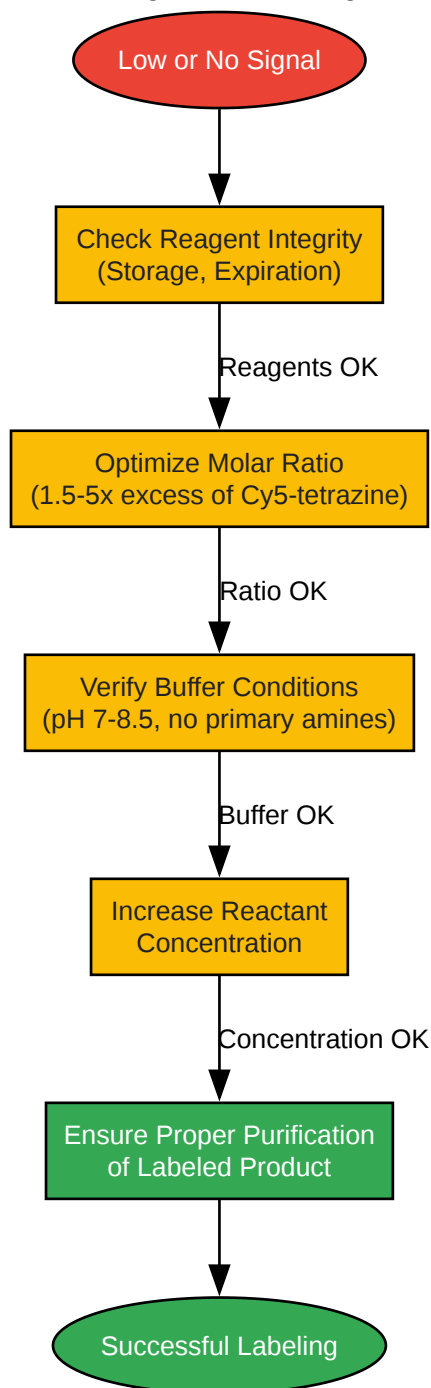 Low or No Signal
Check Reagent Integrity
(Storage, Expiration)
Reagents OK
Optimize Molar Ratio
(1.5-5x excess of Cy5-tetrazine)
Ratio OK
Verify Buffer Conditions
(pH 7-8.5, no primary amines)
Buffer OK
Increase Reactant
Concentration
Concentration OK
Ensure Proper Purification
of Labeled Product
Successful Labeling